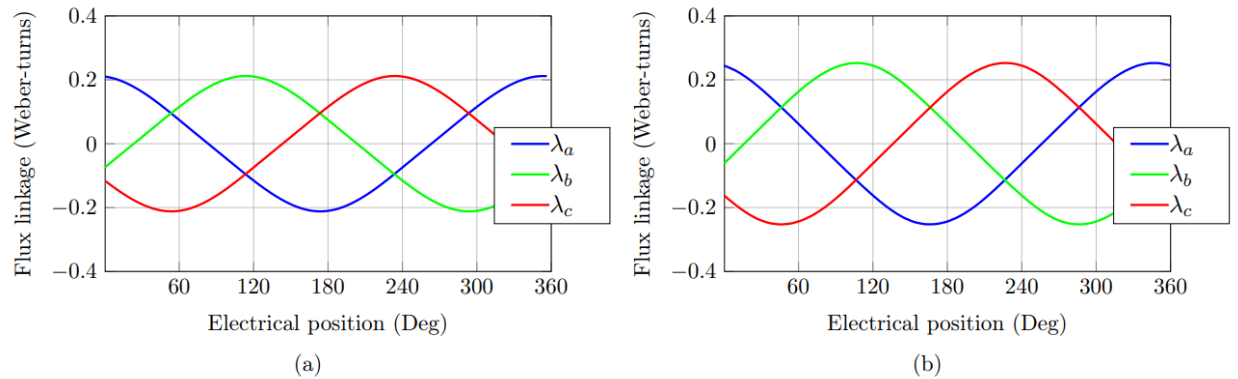 0.4
0.2
0
−0.2
−0.4
Flux linkage (Weber-turns)
60 120 180 240 300 360
Electrical position (Deg)
λa
λb
λc
(a)
0.4
0.2
0
−0.2
−0.4
Flux linkage (Weber-turns)
60 120 180 240 300 360
Electrical position (Deg)
λa
λb
λc
(b)